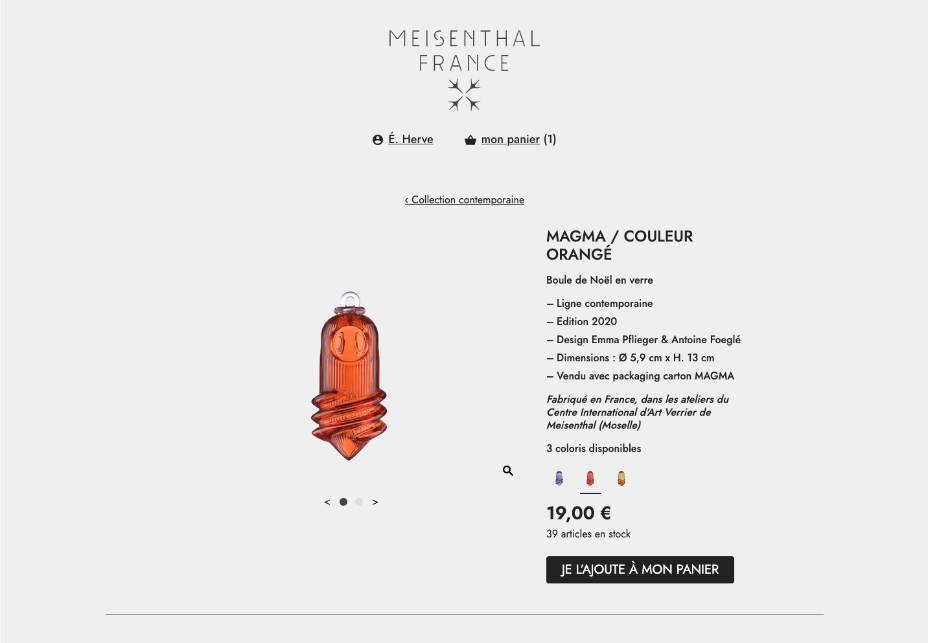 MEISENTHAL
FRANCE
É. Herve
mon panier (1)
‹ Collection contemporaine
MAGMA / COULEUR
ORANGÉ
Boule de Noël en verre
– Ligne contemporaine
– Edition 2020
– Design Emma Pflieger & Antoine Foeglé
– Dimensions : Ø 5,9 cm x H. 13 cm
– Vendu avec packaging carton MAGMA
Fabriqué en France, dans les ateliers du
Centre International d'Art Verrier de
Meisenthal (Moselle)
3 coloris disponibles
< >
19,00 €
39 articles en stock
JE L'AJOUTE À MON PANIER